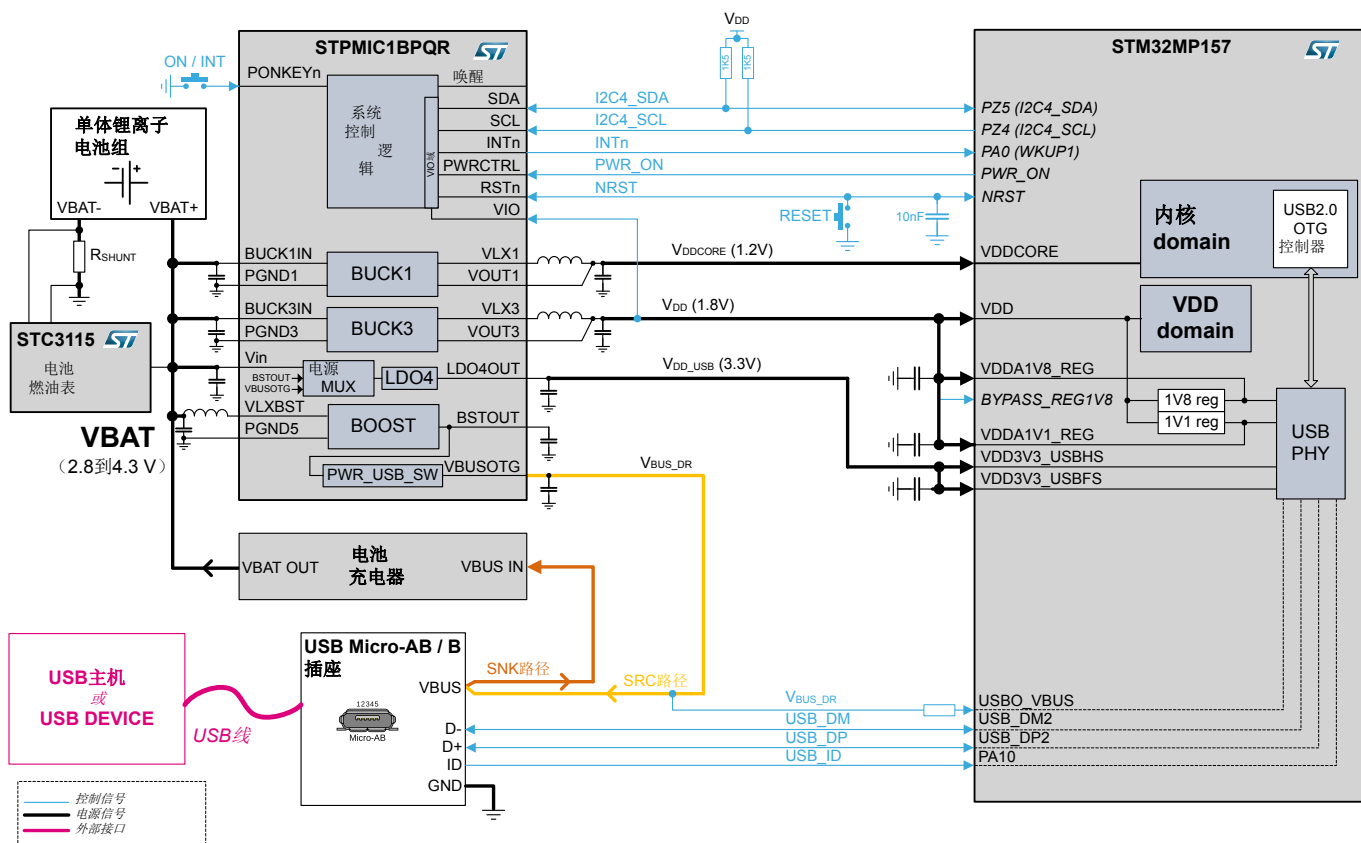 STPMIC1BPQR
ST
ON / INT
PONKEYn
唤醒
系统
控制
逻
辑
VIO域
SDA
SCL
INTn
PWRCTRL
RSTn
VIO
VDD
1K5
1K5
I2C4_SDA
I2C4_SCL
INTn
PWR_ON
NRST
RESET
10nF
STM32MP157
ST
PZ5 (I2C4_SDA)
PZ4 (I2C4_SCL)
PA0 (WKUP1)
PWR_ON
NRST
内核
domain
USB2.0
OTG
控制器
单体锂离子
电池组
- +
VBAT-
VBAT+
RSHUNT
STC3115
ST
电池
燃油表
VBAT
（2.8到4.3 V）
BUCK1IN
PGND1
BUCK1
VLX1
VOUT1
VDDCORE (1.2V)
VDDCORE
BUCK3IN
PGND3
BUCK3
VLX3
VOUT3
VDD (1.8V)
VDD
VDD
domain
Vin
BSTOUT
VBUSOTG
电源
MUX
LDO4
LDO4OUT
VDD_USB (3.3V)
VLXBST
PGND5
BOOST
BSTOUT
PWR_USB_SW
VBUSOTG
VBUS_DR
VDDA1V8_REG
BYPASS_REG1V8
1V8 reg
1V1 reg
VDDA1V1_REG
VDD3V3_USBHS
VDD3V3_USBFS
USB
PHY
VBAT OUT
电池
充电器
VBUS IN
USB主机
或
USB DEVICE
USB线
USB Micro-AB / B
插座
12345
Micro-AB
VBUS
D-
D+
ID
GND
SNK路径
SRC路径
VBUS_DR
USB_DM
USB_DP
USB_ID
USBO_VBUS
USB_DM2
USB_DP2
PA10
控制信号
电源信号
外部接口